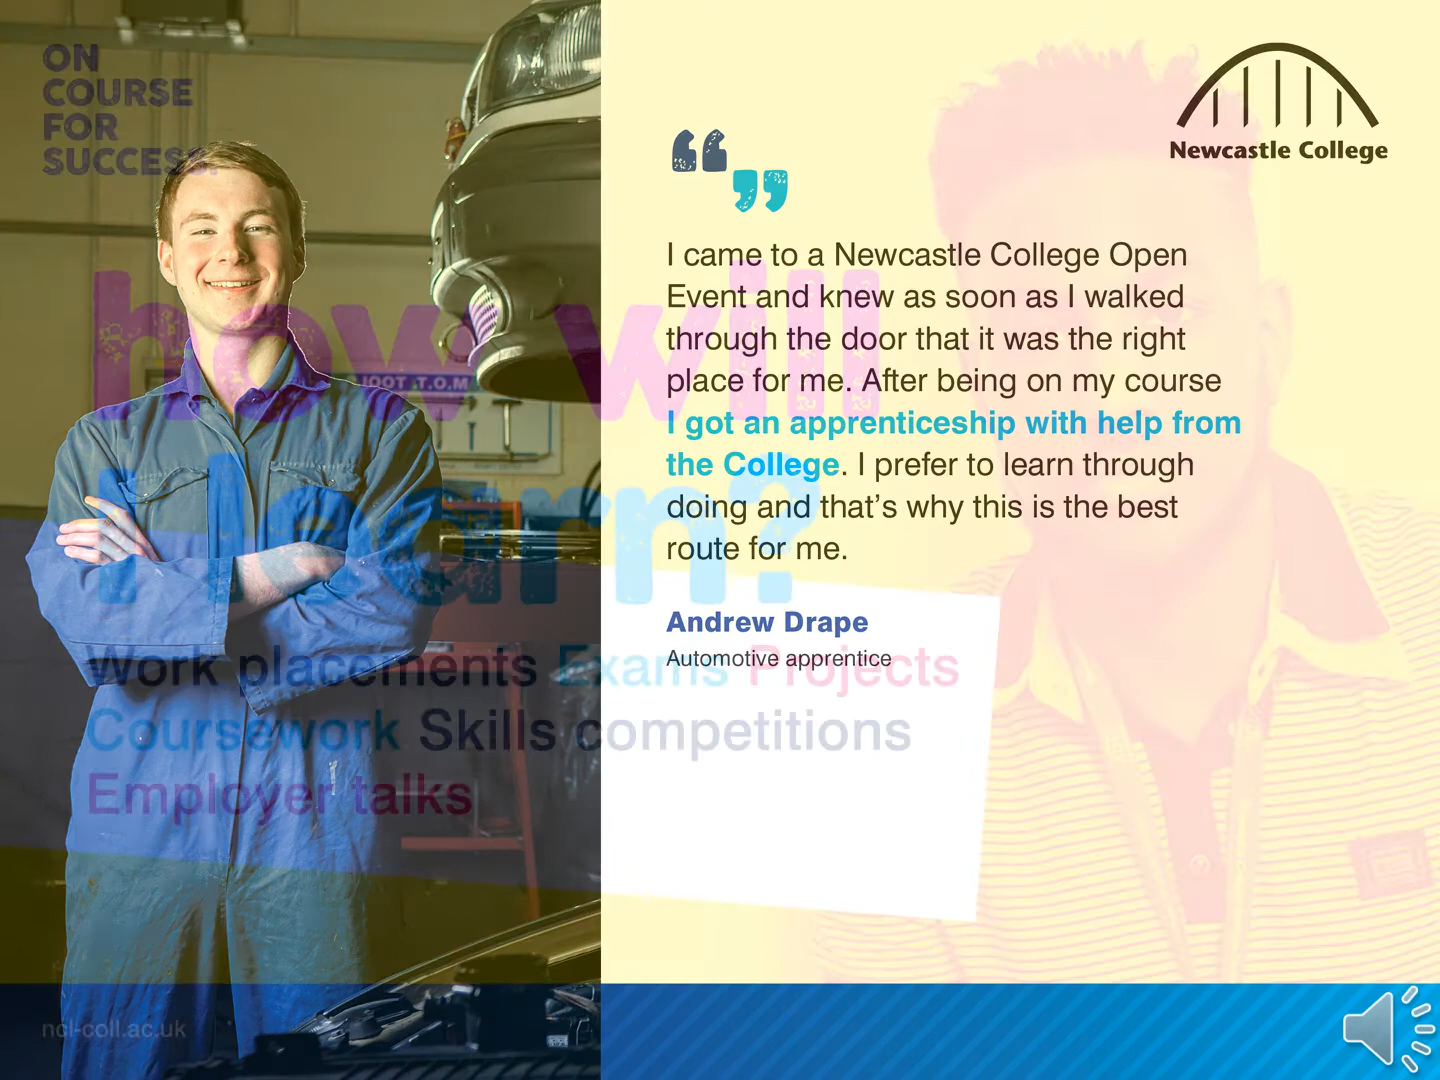 ON
COURSE
FOR
SUCCESS.
Newcastle College
how will
I learn?
Work placements Exams Projects
Coursework Skills competitions
Employer talks
M.O.T. TOOL
I came to a Newcastle College Open
Event and knew as soon as I walked
through the door that it was the right
place for me. After being on my course
I got an apprenticeship with help from
the College. I prefer to learn through
doing and that’s why this is the best
route for me.
Andrew Drape
Automotive apprentice
ncl-coll.ac.uk